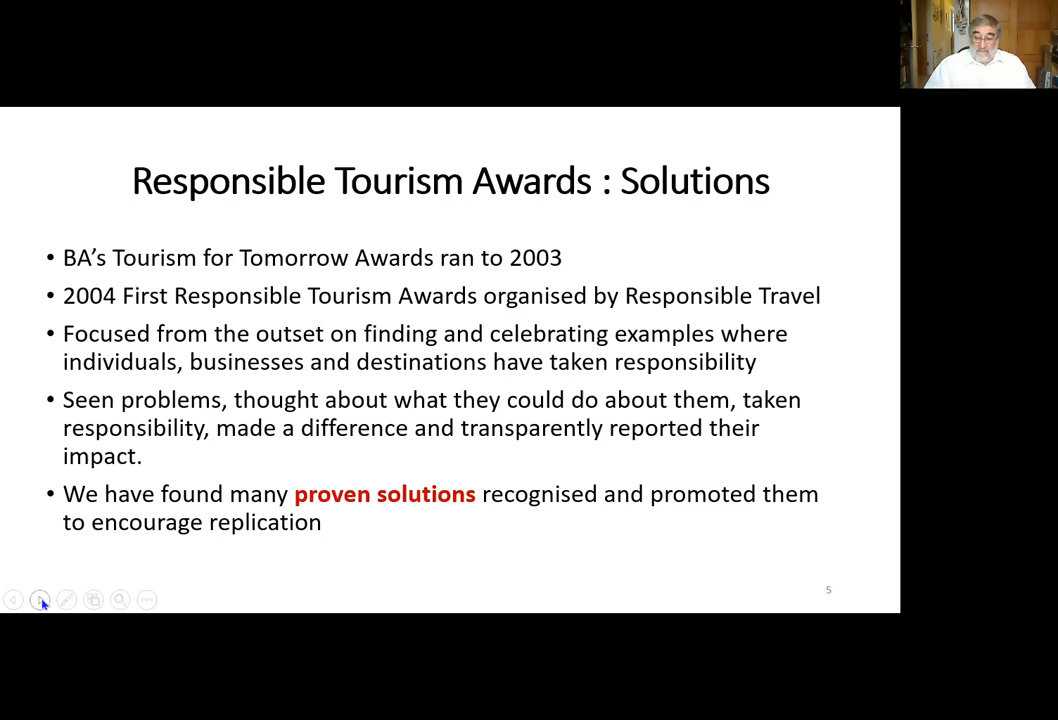 Responsible Tourism Awards : Solutions
• BA’s Tourism for Tomorrow Awards ran to 2003
• 2004 First Responsible Tourism Awards organised by Responsible Travel
• Focused from the outset on finding and celebrating examples where
individuals, businesses and destinations have taken responsibility
• Seen problems, thought about what they could do about them, taken
responsibility, made a difference and transparently reported their
impact.
• We have found many proven solutions recognised and promoted them
to encourage replication
5